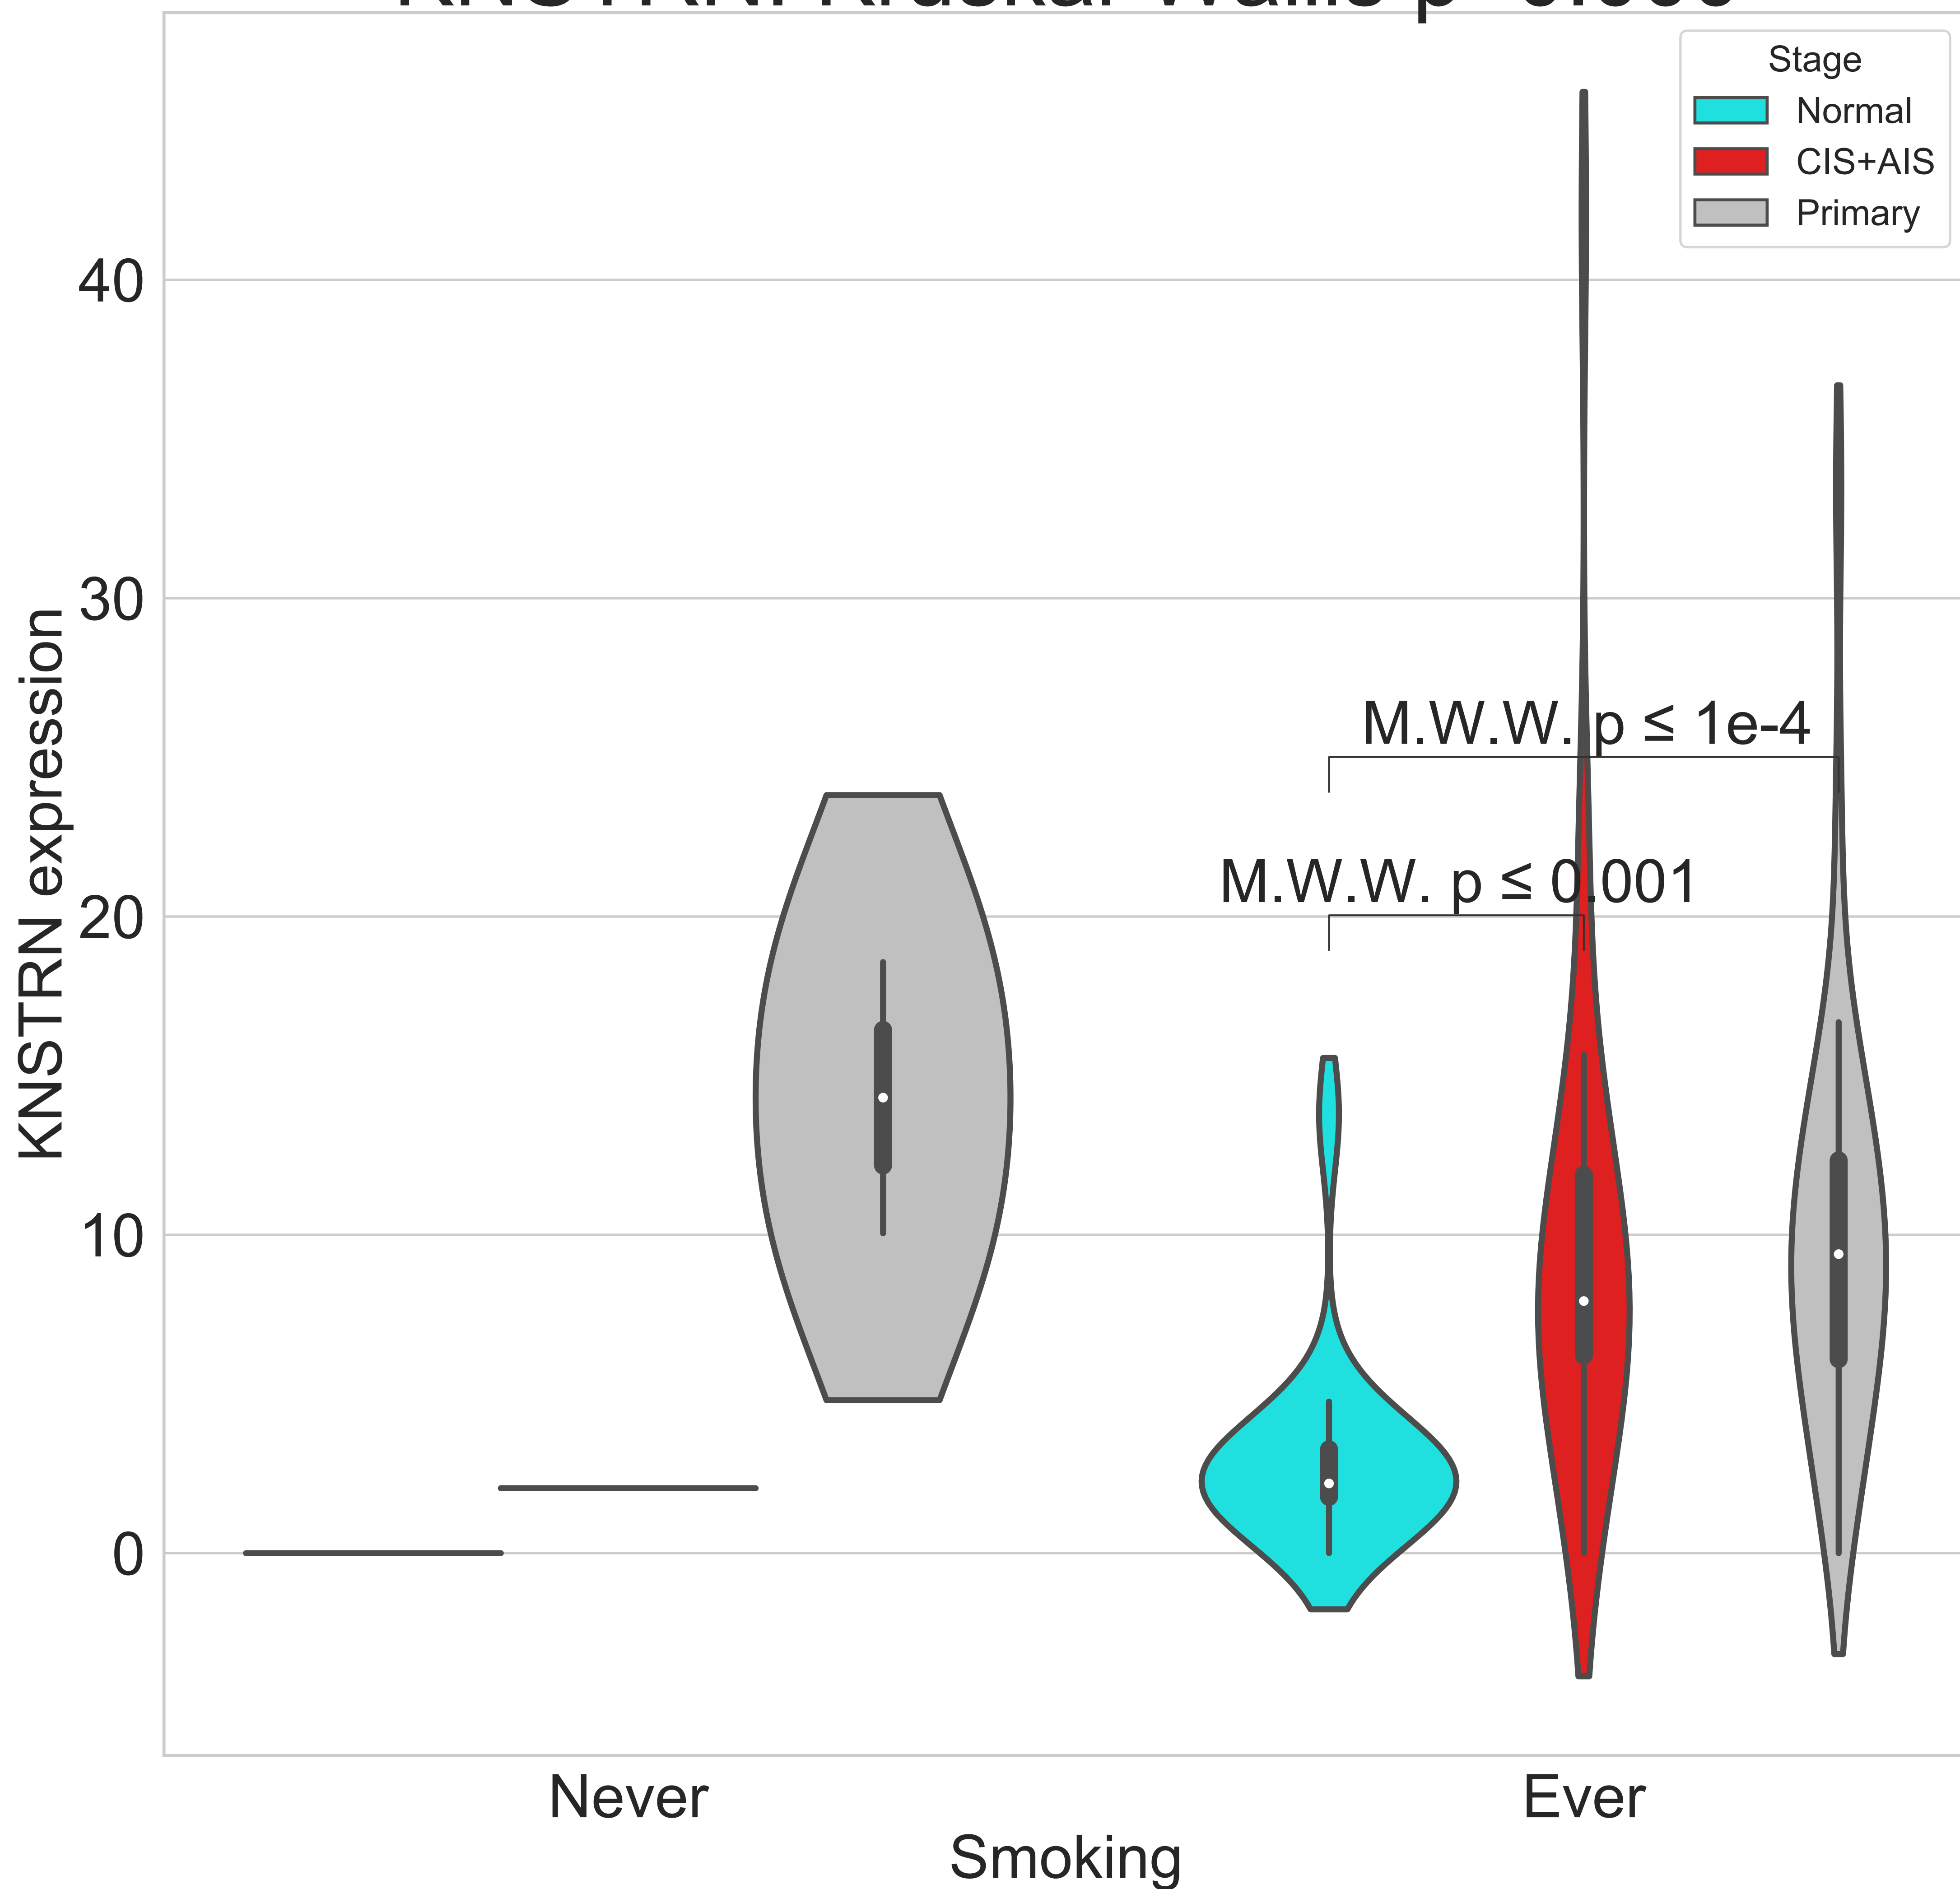 Stage
Normal
CIS+AIS
Primary
40
30
20
10
0
KNSTRN expression
M.W.W. p ≤ 1e-4
M.W.W. p ≤ 0.001
Never
Ever
Smoking